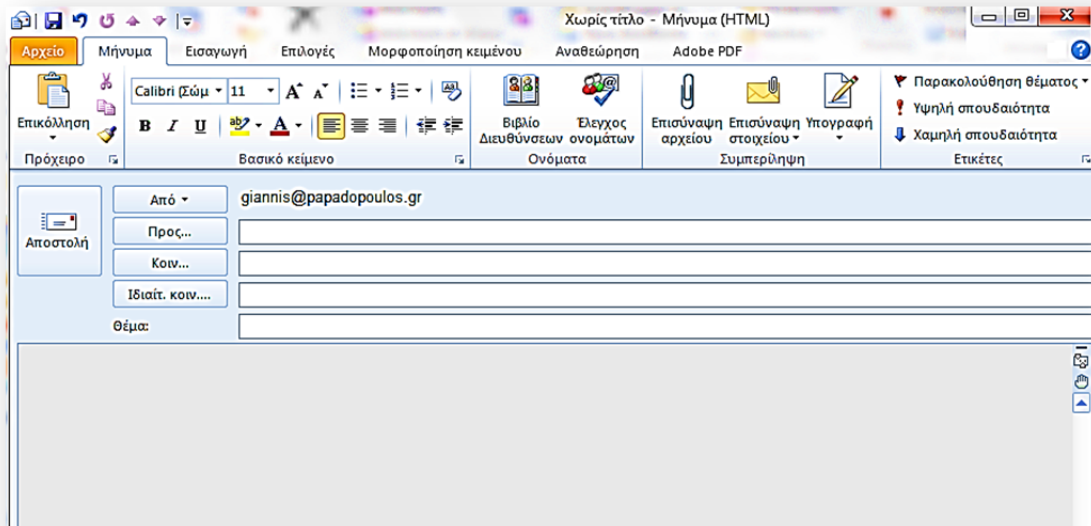 Χωρίς τίτλο - Μήνυμα (HTML)
Αρχείο Μήνυμα Εισαγωγή Επιλογές Μορφοποίηση κειμένου Αναθεώρηση Adobe PDF
Επικόλληση
Πρόχειρο
Calibri (Σώμ 11
B I U
Βασικό κείμενο
Βιβλίο Διευθύνσεων
Έλεγχος ονομάτων
Ονόματα
Επισύναψη αρχείου
Επισύναψη στοιχείου
Υπογραφή
Συμπερίληψη
Παρακολούθηση θέματος
Υψηλή σπουδαιότητα
Χαμηλή σπουδαιότητα
Ετικέτες
Αποστολή
Από giannis@papadopoulos.gr
Προς...
Κοιν...
Ιδιαίτ. κοιν....
Θέμα: